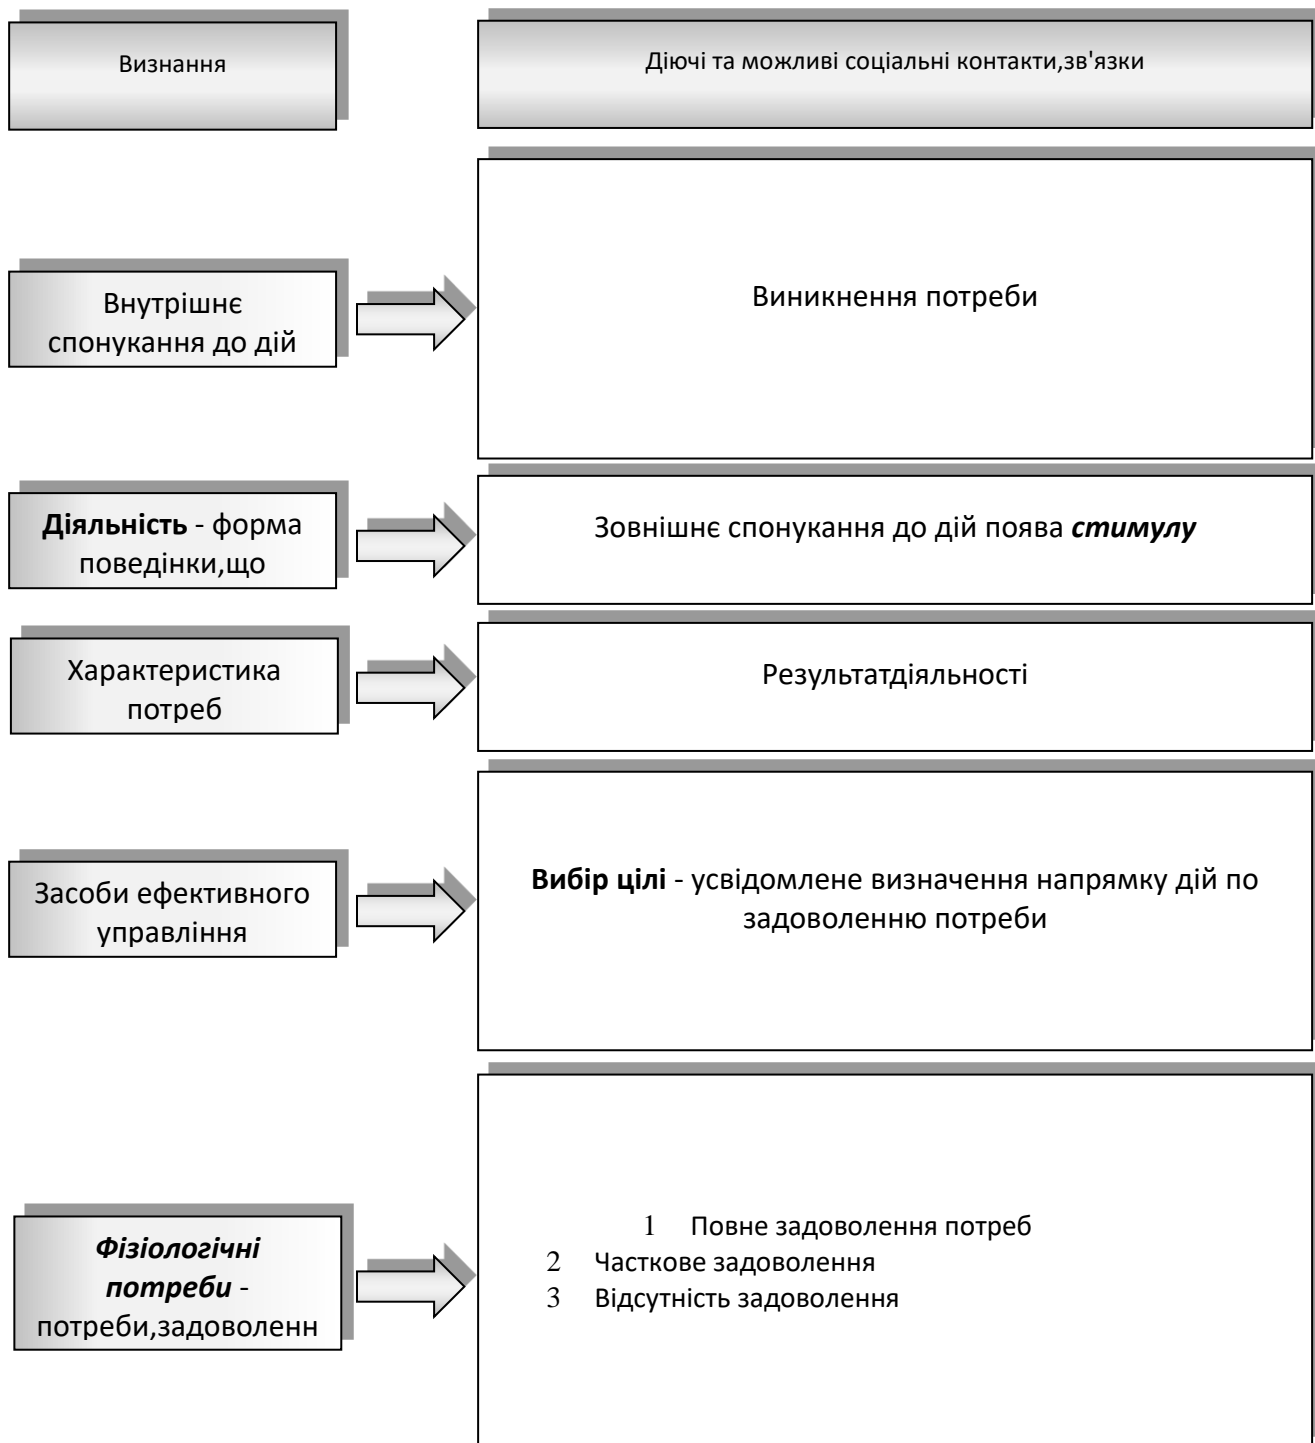 Визнання
Діючі та можливі соціальні контакти,зв'язки
Внутрішнє
спонукання до дій
Виникнення потреби
Діяльність - форма
поведінки,що
Зовнішнє спонукання до дій поява стимулу
Характеристика
потреб
Результатдіяльності
Засоби ефективного
управління
Вибір цілі - усвідомлене визначення напрямку дій по
задоволенню потреби
Фізіологічні
потреби -
потреби,задоволенн
1 Повне задоволення потреб
2 Часткове задоволення
3 Відсутність задоволення